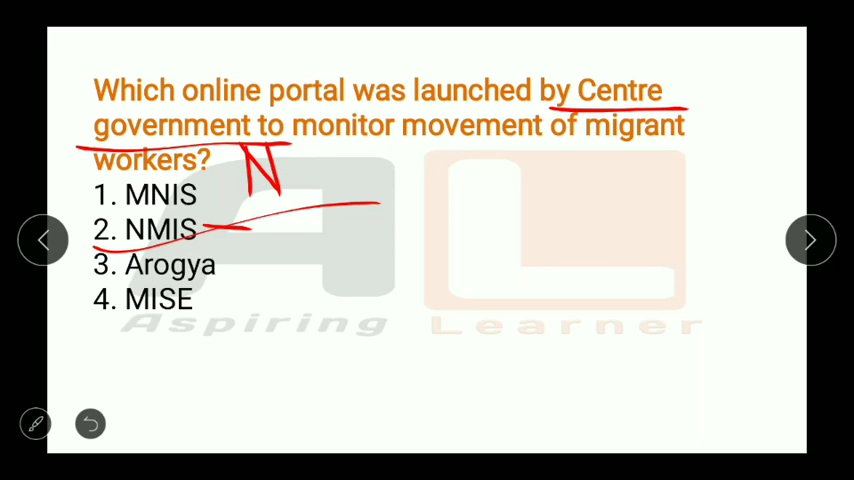 Which online portal was launched by Centre
government to monitor movement of migrant
workers?
N
1. MNIS
2. NMIS
3. Arogya
4. MISE
AL
Aspiring Learner